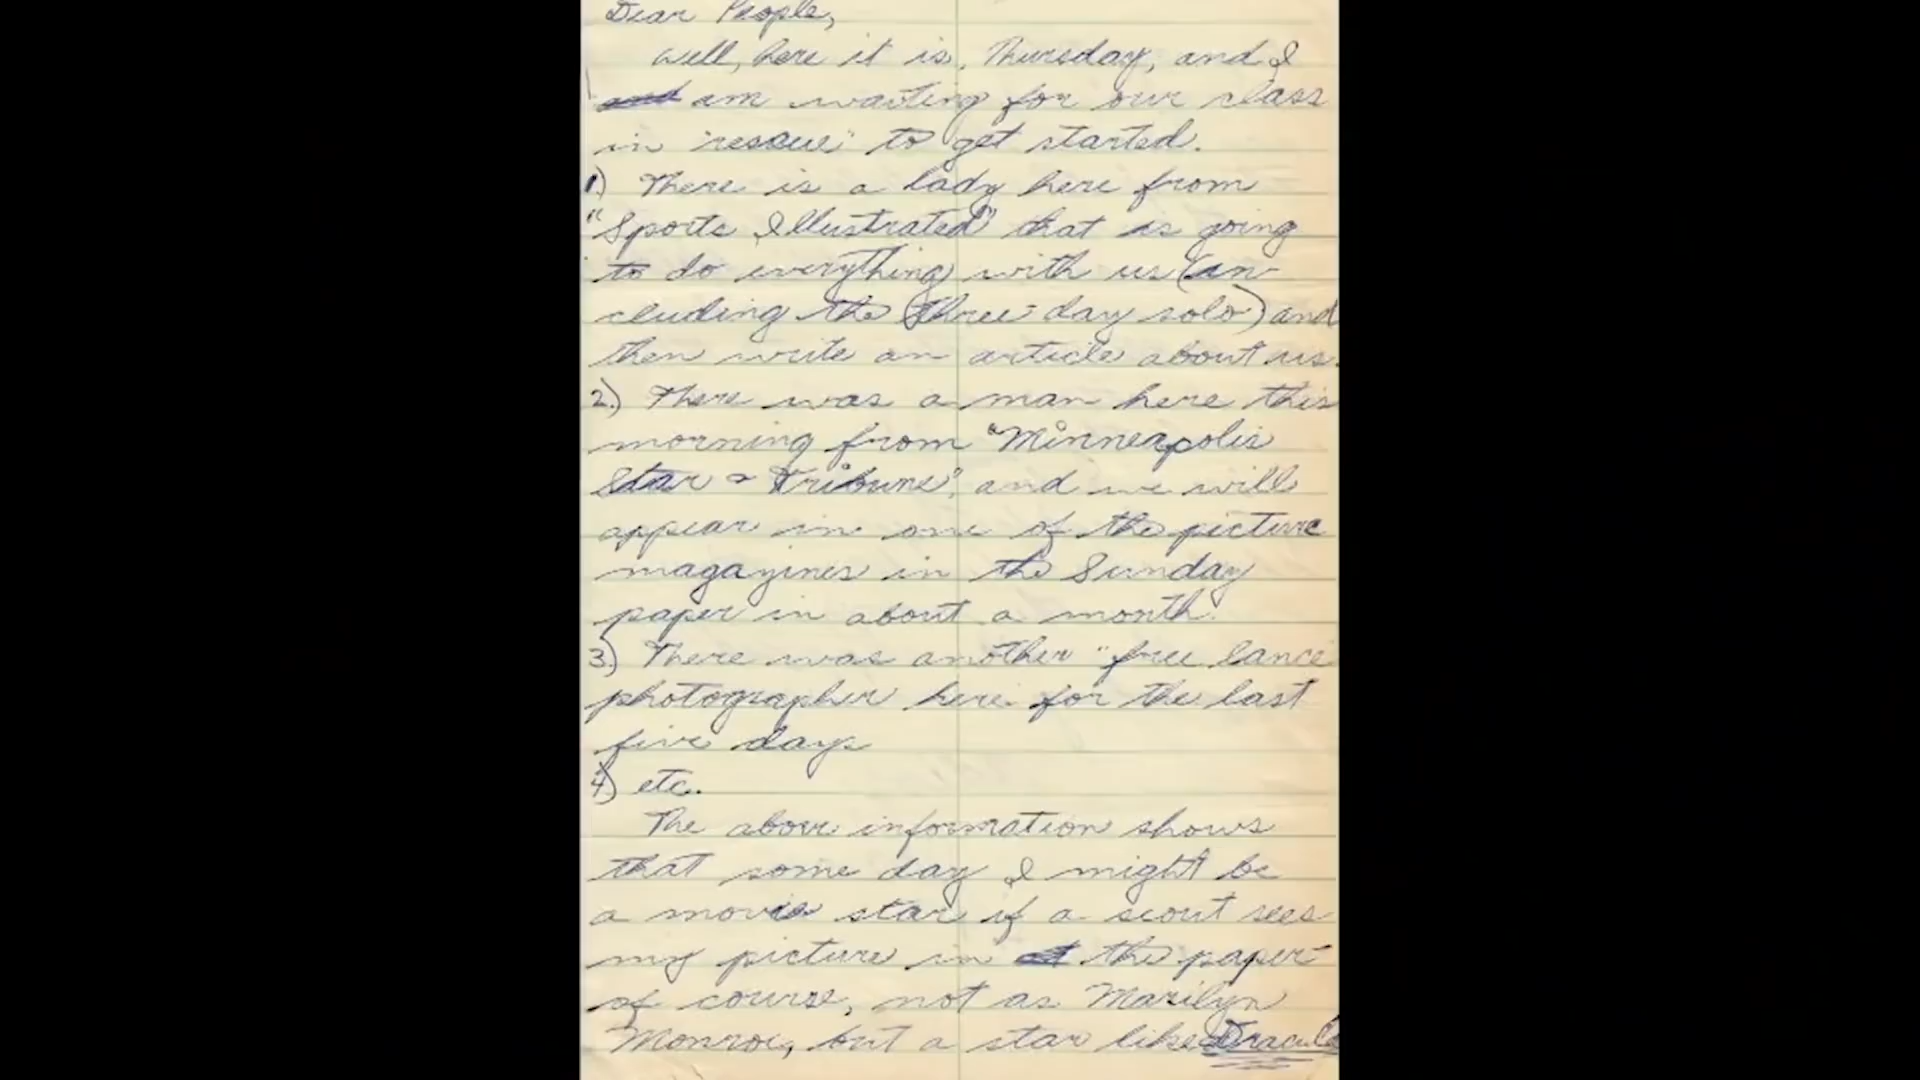 Dear People,
Well, here it is, Thursday, and I
and am waiting for our class
in "rescue" to get started.
1) There is a lady here from
"Sports Illustrated" that is going
to do everything with us (in-
cluding the three-day solo) and
then write an article about us.
2.) There was a man here this
morning from "Minneapolis
Star & Tribune", and we will
appear in one of the picture
magazines in the Sunday
paper in about a month.
3.) There was another "free lance
photographer here for the last
five days
4) etc.
The above information shows
that some day I might be
a movie star if a scout sees
my picture in the paper -
of course, not as Marilyn
Monroe, but a star like Dracula